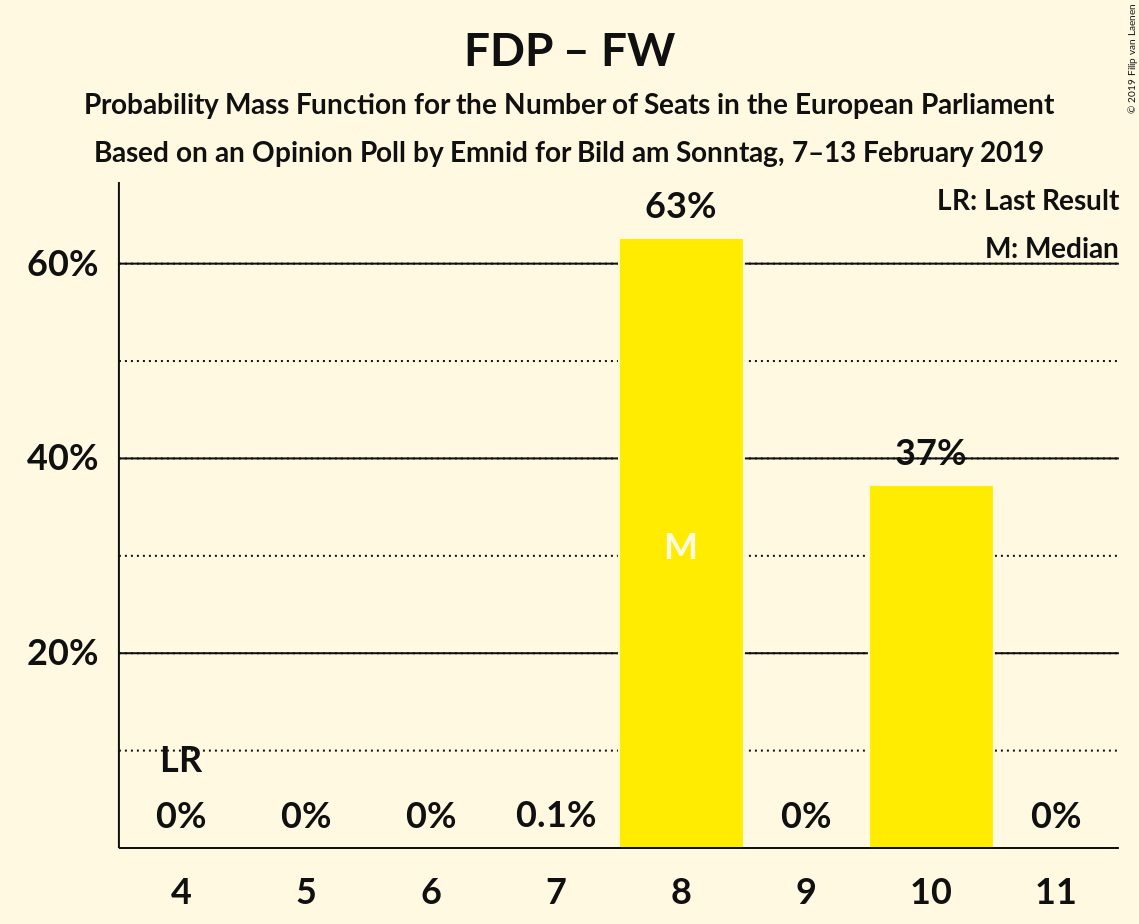 FDP – FW
Probability Mass Function for the Number of Seats in the European Parliament
Based on an Opinion Poll by Emnid for Bild am Sonntag, 7–13 February 2019
© 2019 Filip van Laenen
LR: Last Result
M: Median
63%
60%
40%
37%
M
20%
LR
0% 0% 0% 0.1% 0% 0%
4 5 6 7 8 9 10 11